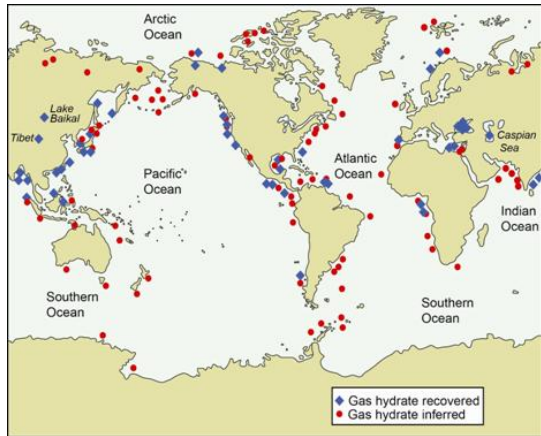 Arctic
Ocean
Lake
Baikal
Tibet
Pacific
Ocean
Atlantic
Ocean
Caspian
Sea
Indian
Ocean
Southern
Ocean
Southern
Ocean
Gas hydrate recovered
Gas hydrate inferred